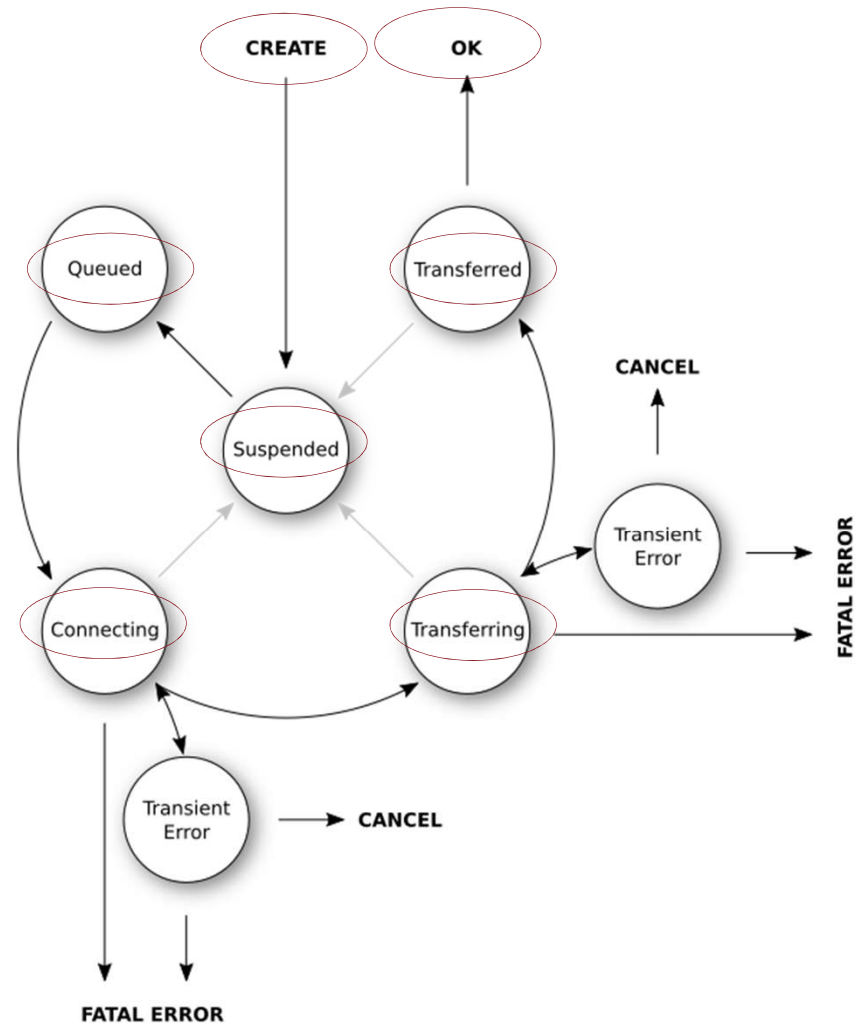 CREATE
OK
Queued
Transferred
CANCEL
Suspended
Transient
Error
FATAL ERROR
Connecting
Transferring
Transient
Error
CANCEL
FATAL ERROR